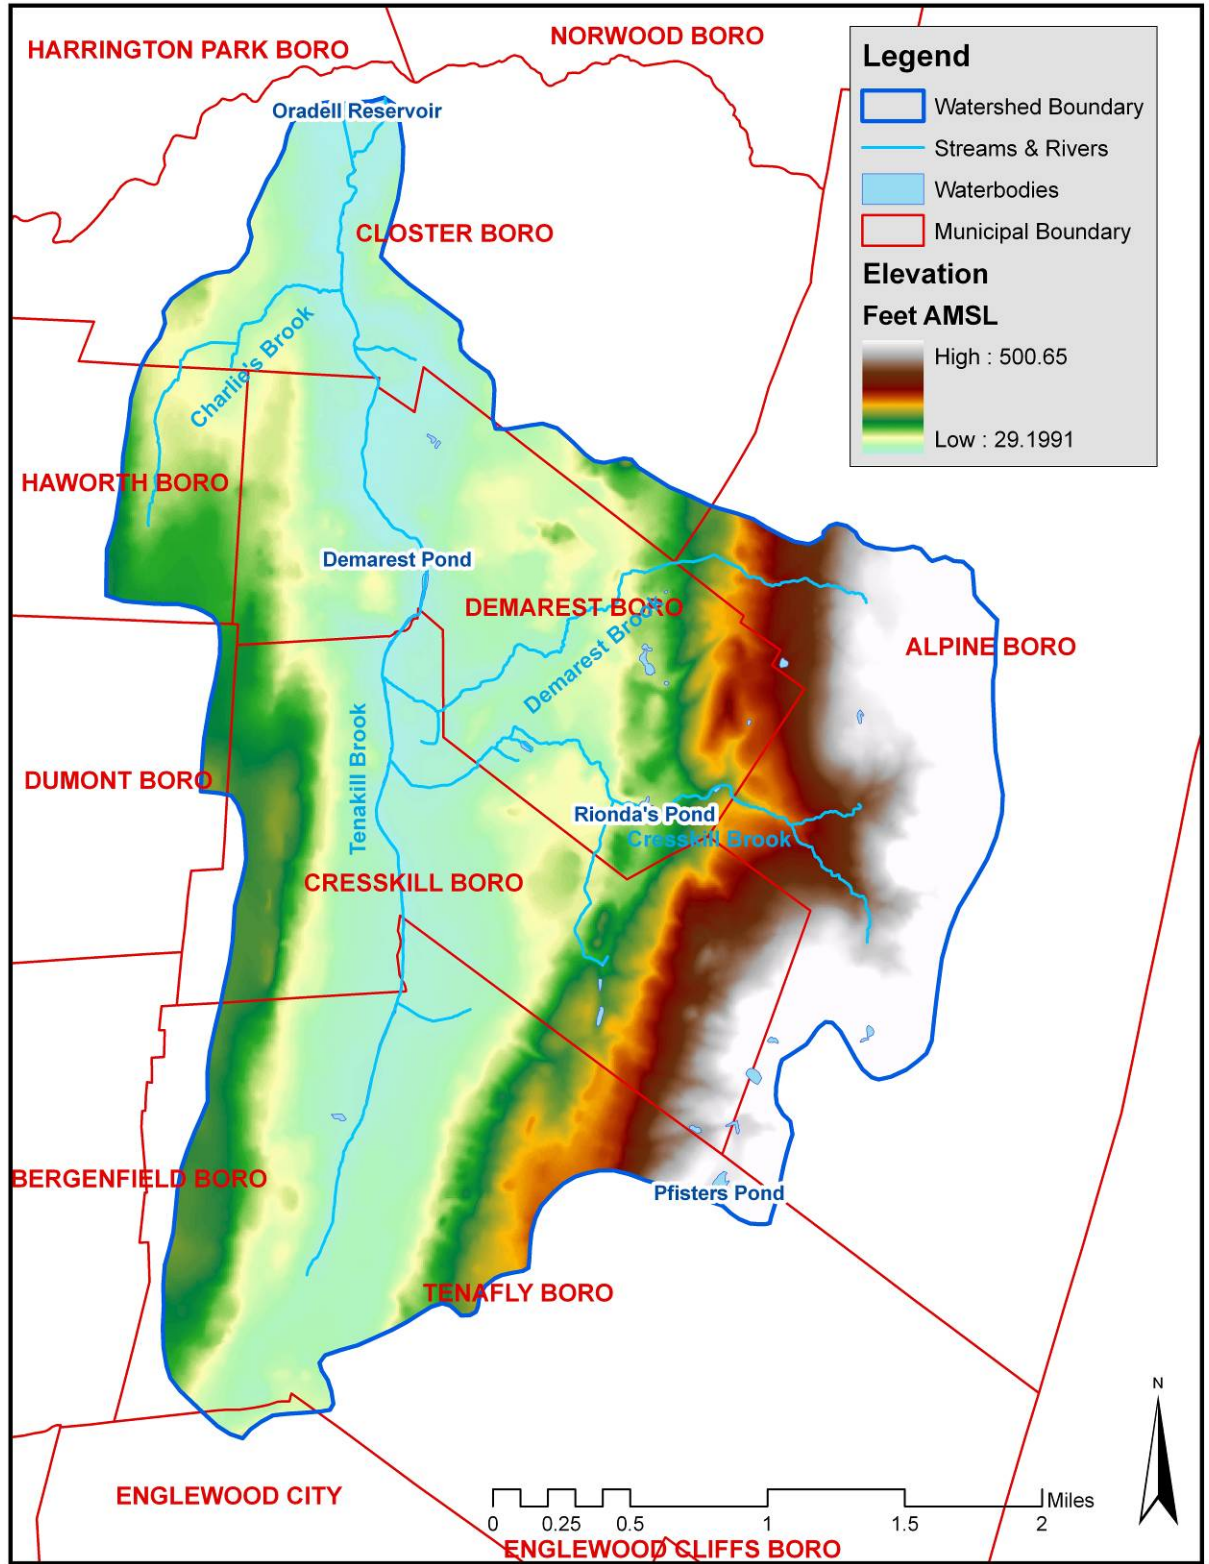 HARRINGTON PARK BORO
NORWOOD BORO
Legend
Watershed Boundary
Streams & Rivers
Waterbodies
Municipal Boundary
Elevation
Feet AMSL
High : 500.65
Low : 29.1991
Oradell Reservoir
CLOSTER BORO
Charlie's Brook
HAWORTH BORO
Demarest Pond
DEMAREST BORO
Demarest Brook
ALPINE BORO
Tenakill Brook
DUMONT BORO
Rionda's Pond
Cresskill Brook
CRESSKILL BORO
BERGENFIELD BORO
Pfisters Pond
TENAFLY BORO
N
ENGLEWOOD CITY
Miles
0 0.25 0.5 1 1.5 2
ENGLEWOOD CLIFFS BORO